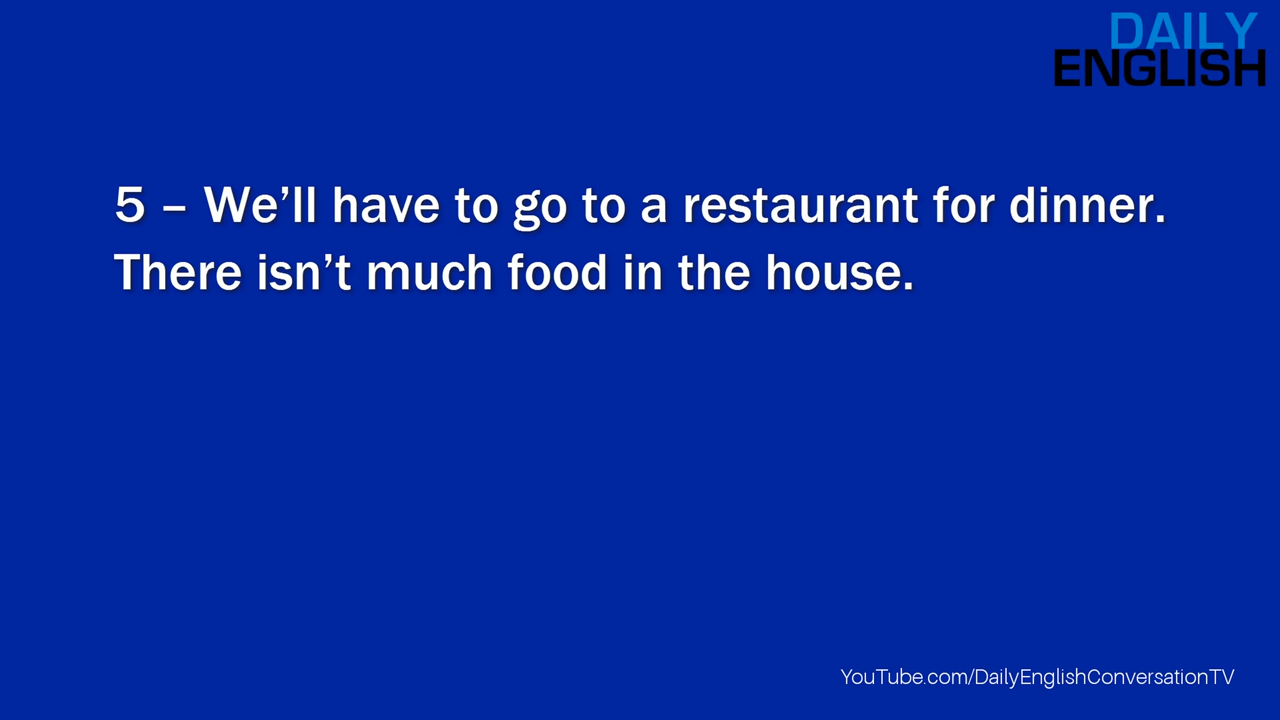 DAILY
ENGLISH
5 – We’ll have to go to a restaurant for dinner.
There isn’t much food in the house.
YouTube.com/DailyEnglishConversationTV